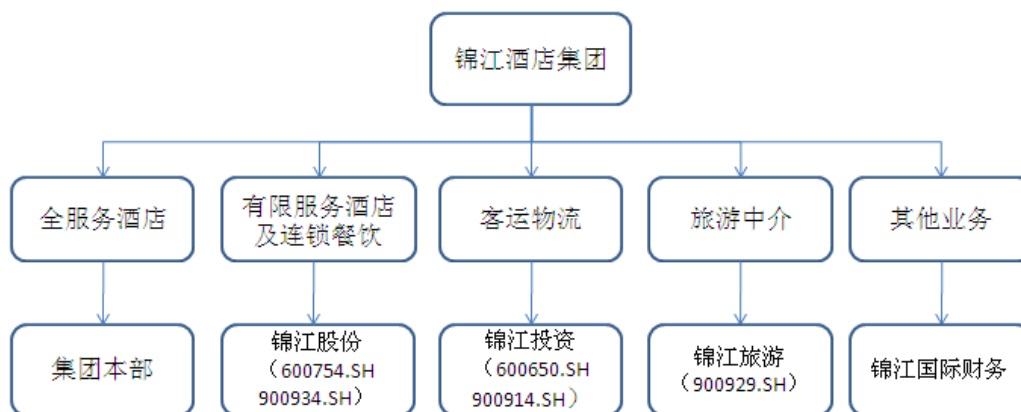 锦江酒店集团
全服务酒店
有限服务酒店
及连锁餐饮
客运物流
旅游中介
其他业务
集团本部
锦江股份
（600754.SH
900934.SH）
锦江投资
（600650.SH
900914.SH）
锦江旅游
（900929.SH）
锦江国际财务